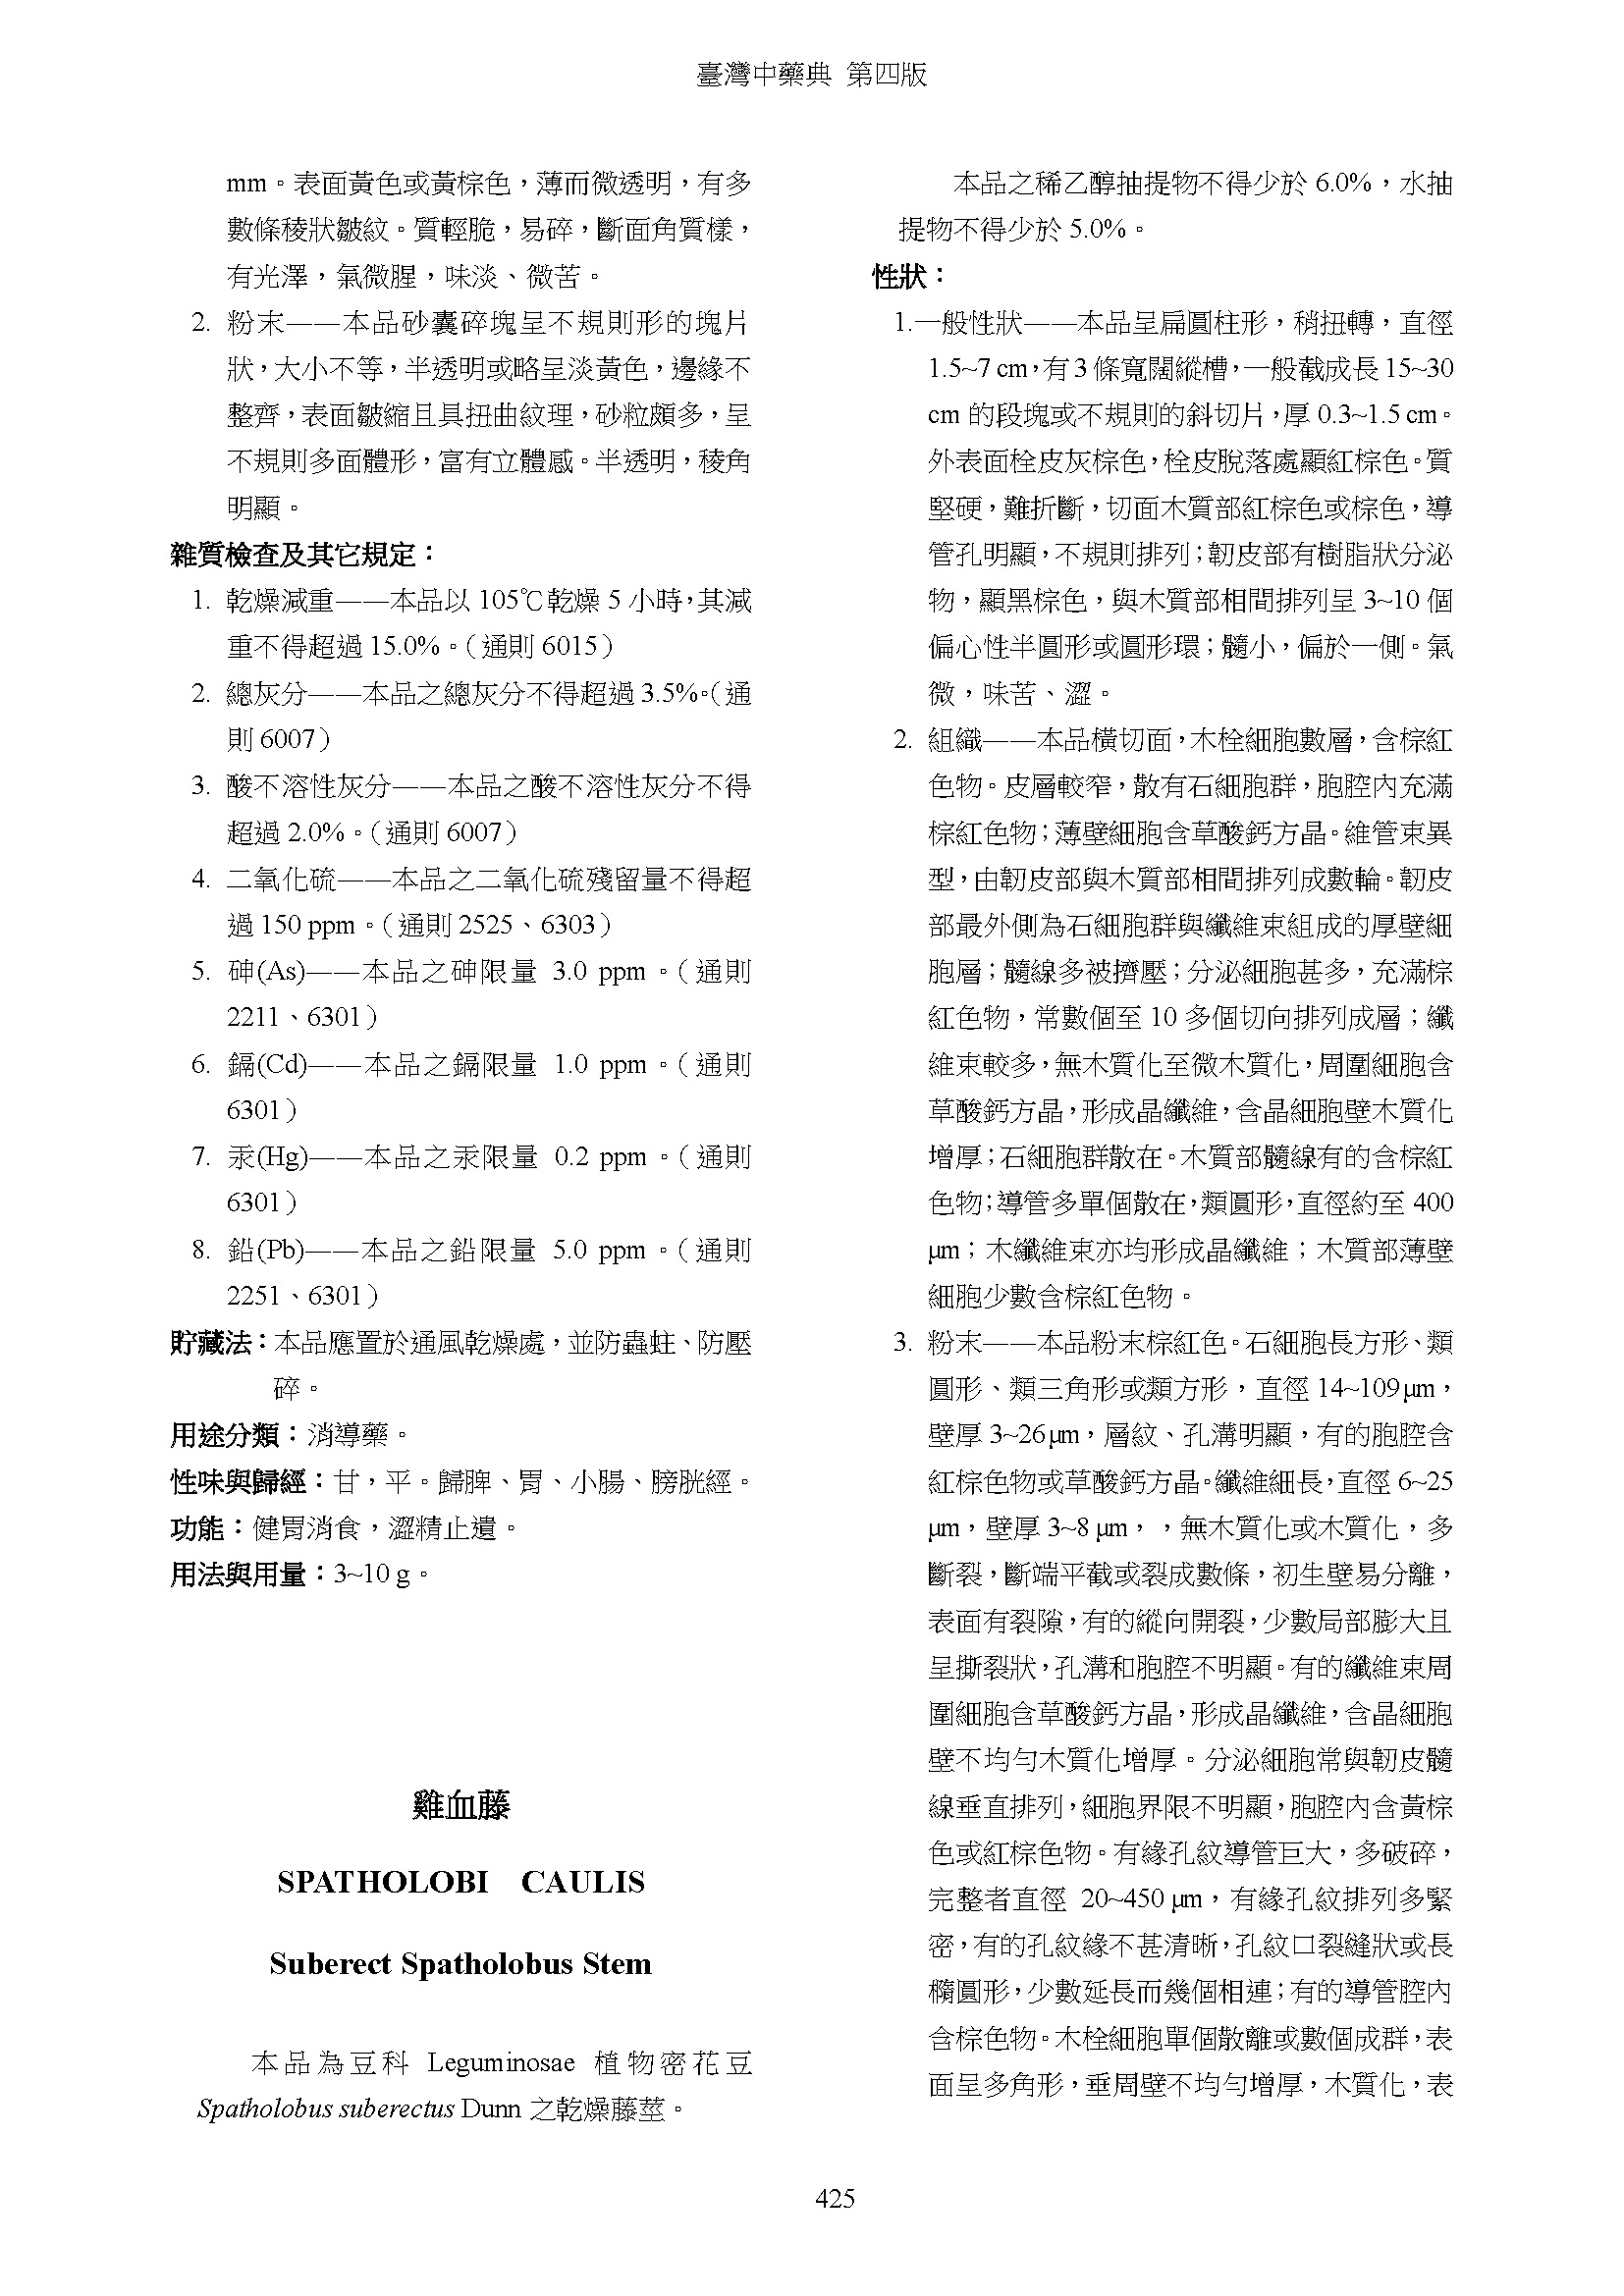 臺灣中藥典 第四版
mm。表面黃色或黃棕色，薄而微透明，有多
數條稜狀皺紋。質輕脆，易碎，斷面角質樣，
有光澤，氣微腥，味淡、微苦。
2. 粉末——本品砂囊碎塊呈不規則形的塊片
狀，大小不等，半透明或略呈淡黃色，邊緣不
整齊，表面皺縮且具扭曲紋理，砂粒頗多，呈
不規則多面體形，富有立體感。半透明，稜角
明顯。
雜質檢查及其它規定：
1. 乾燥減重——本品以 105℃乾燥 5 小時，其減
重不得超過 15.0%。（通則 6015）
2. 總灰分——本品之總灰分不得超過 3.5%。（通
則 6007）
3. 酸不溶性灰分——本品之酸不溶性灰分不得
超過 2.0%。（通則 6007）
4. 二氧化硫——本品之二氧化硫殘留量不得超
過 150 ppm。（通則 2525、6303）
5. 砷(As)——本品之砷限量 3.0 ppm。（通則
2211、6301）
6. 鎘(Cd)——本品之鎘限量 1.0 ppm。（通則
6301）
7. 汞(Hg)——本品之汞限量 0.2 ppm。（通則
6301）
8. 鉛(Pb)——本品之鉛限量 5.0 ppm。（通則
2251、6301）
貯藏法：本品應置於通風乾燥處，並防蟲蛀、防壓
碎。
用途分類：消導藥。
性味與歸經：甘，平。歸脾、胃、小腸、膀胱經。
功能：健胃消食，澀精止遺。
用法與用量：3~10 g。
雞血藤
SPATHOLOBI CAULIS
Suberect Spatholobus Stem
本品為豆科 Leguminosae 植物密花豆
Spatholobus suberectus Dunn 之乾燥藤莖。
本品之稀乙醇抽提物不得少於 6.0%，水抽
提物不得少於 5.0%。
性狀：
1.一般性狀——本品呈扁圓柱形，稍扭轉，直徑
1.5~7 cm，有 3 條寬闊縱槽，一般截成長 15~30
cm 的段塊或不規則的斜切片，厚 0.3~1.5 cm。
外表面栓皮灰棕色，栓皮脫落處顯紅棕色。質
堅硬，難折斷，切面木質部紅棕色或棕色，導
管孔明顯，不規則排列；韌皮部有樹脂狀分泌
物，顯黑棕色，與木質部相間排列呈 3~10 個
偏心性半圓形或圓形環；髓小，偏於一側。氣
微，味苦、澀。
2. 組織——本品橫切面，木栓細胞數層，含棕紅
色物。皮層較窄，散有石細胞群，胞腔內充滿
棕紅色物；薄壁細胞含草酸鈣方晶。維管束異
型，由韌皮部與木質部相間排列成數輪。韌皮
部最外側為石細胞群與纖維束組成的厚壁細
胞層；髓線多被擠壓；分泌細胞甚多，充滿棕
紅色物，常數個至 10 多個切向排列成層；纖
維束較多，無木質化至微木質化，周圍細胞含
草酸鈣方晶，形成晶纖維，含晶細胞壁木質化
增厚；石細胞群散在。木質部髓線有的含棕紅
色物；導管多單個散在，類圓形，直徑約至 400
μm；木纖維束亦均形成晶纖維；木質部薄壁
細胞少數含棕紅色物。
3. 粉末——本品粉末棕紅色。石細胞長方形、類
圓形、類三角形或類方形，直徑 14~109 μm，
壁厚 3~26 μm，層紋、孔溝明顯，有的胞腔含
紅棕色物或草酸鈣方晶。纖維細長，直徑 6~25
μm，壁厚 3~8 μm，，無木質化或木質化，多
斷裂，斷端平截或裂成數條，初生壁易分離，
表面有裂隙，有的縱向開裂，少數局部膨大且
呈撕裂狀，孔溝和胞腔不明顯。有的纖維束周
圍細胞含草酸鈣方晶，形成晶纖維，含晶細胞
壁不均勻木質化增厚。分泌細胞常與韌皮髓
線垂直排列，細胞界限不明顯，胞腔內含黃棕
色或紅棕色物。有緣孔紋導管巨大，多破碎，
完整者直徑 20~450 μm，有緣孔紋排列多緊
密，有的孔紋緣不甚清晰，孔紋口裂縫狀或長
橢圓形，少數延長而幾個相連；有的導管腔內
含棕色物。木栓細胞單個散離或數個成群，表
面呈多角形，垂周壁不均勻增厚，木質化，表
425